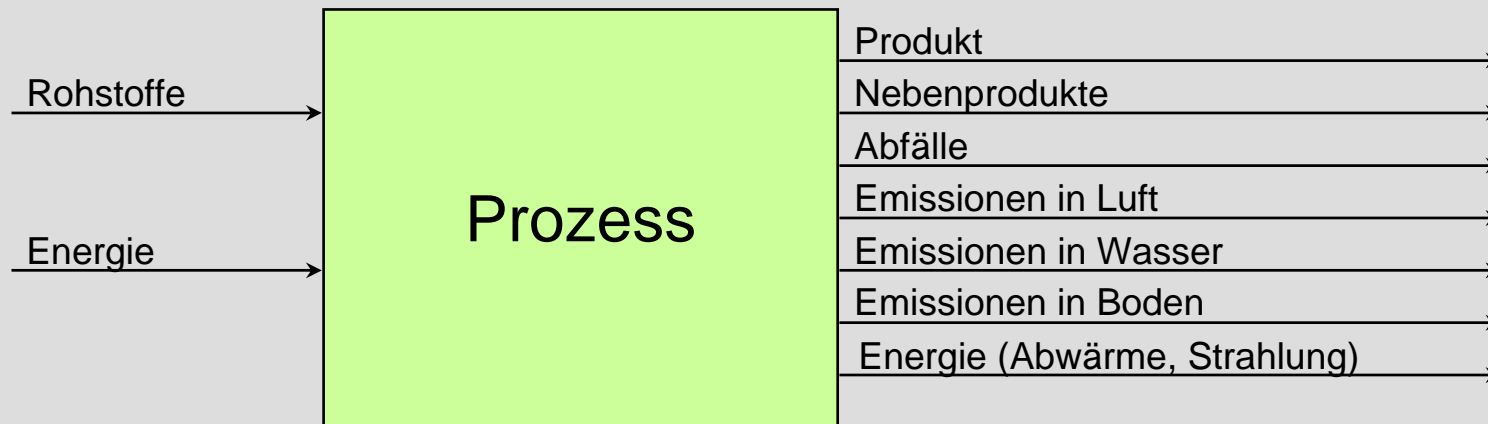 Rohstoffe
Energie
Prozess
Produkt
Nebenprodukte
Abfälle
Emissionen in Luft
Emissionen in Wasser
Emissionen in Boden
Energie (Abwärme, Strahlung)